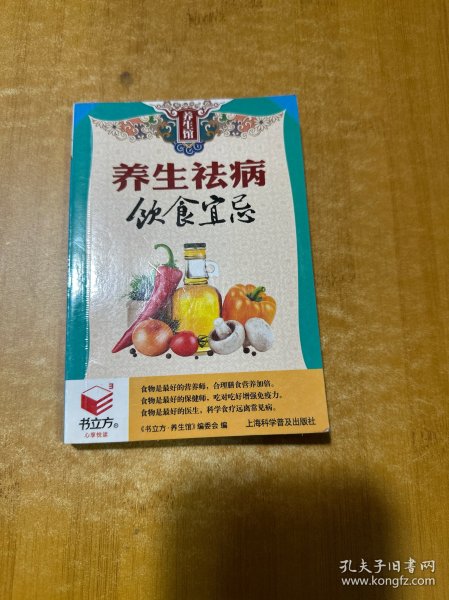 养生馆
养生祛病
饮食宜忌
食物是最好的营养师，合理膳食营养加倍。
食物是最好的保健师，吃对吃好增强免疫力。
食物是最好的医生，科学食疗远离常见病。
书立方®
心享悦读
《书立方·养生馆》编委会 编
上海科学普及出版社
孔夫子旧书网
www.kongfz.com